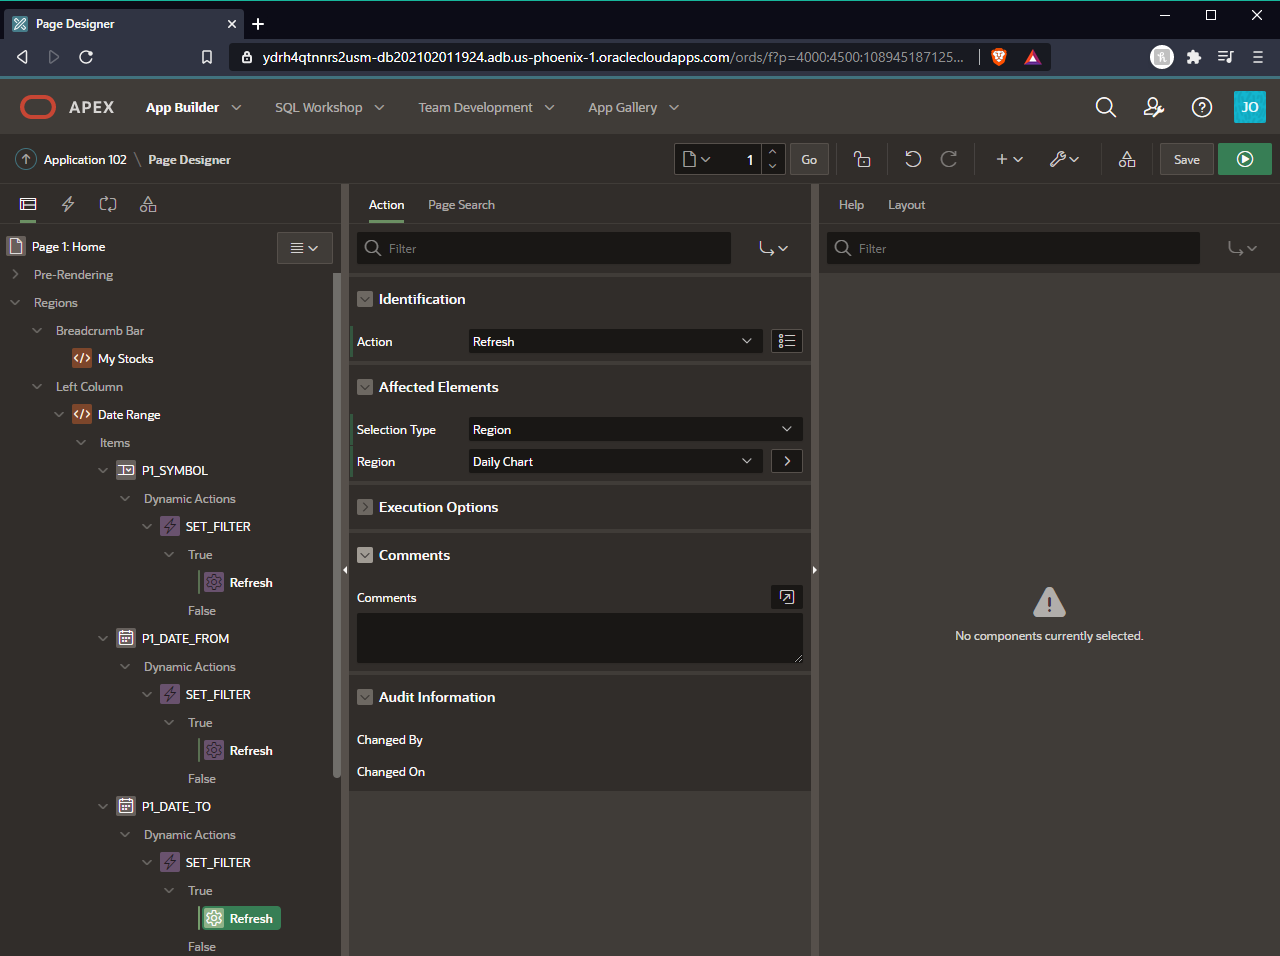 Page Designer
ydrh4qtnnrs2usm-db202102011924.adb.us-phoenix-1.oraclecloudapps.com/ords/f?p=4000:4500:108945187125...
APEX App Builder SQL Workshop Team Development App Gallery JO
Application 102 \ Page Designer 1 Go Save
Action Page Search Help Layout
Page 1: Home Filter Filter
Pre-Rendering
Regions
Breadcrumb Bar
My Stocks
Left Column
Date Range
Items
P1_SYMBOL
Dynamic Actions
SET_FILTER
True
Refresh
False
P1_DATE_FROM
Dynamic Actions
SET_FILTER
True
Refresh
False
P1_DATE_TO
Dynamic Actions
SET_FILTER
True
Refresh
False
Identification
Action Refresh
Affected Elements
Selection Type Region
Region Daily Chart
Execution Options
Comments
Comments
Audit Information
Changed By
Changed On
No components currently selected.